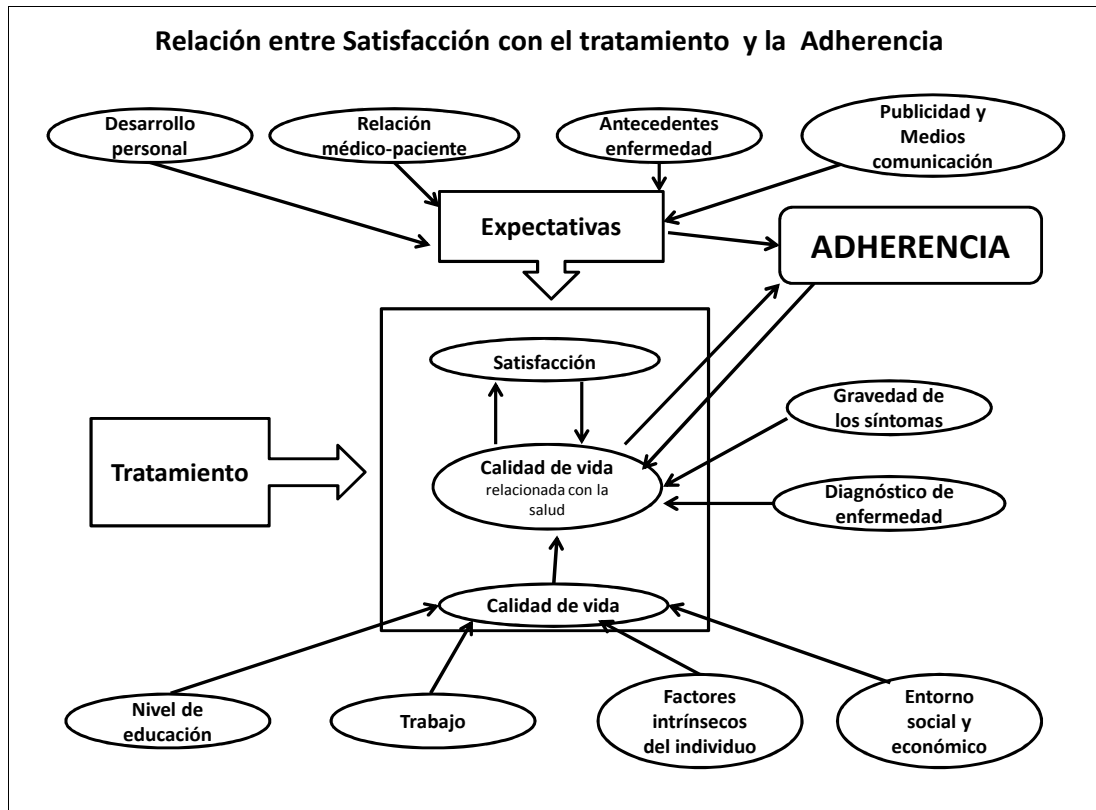 Relación entre Satisfacción con el tratamiento y la Adherencia
Desarrollo
personal
Relación
médico-paciente
Antecedentes
enfermedad
Publicidad y
Medios
comunicación
Expectativas
ADHERENCIA
Satisfacción
Gravedad de
los síntomas
Tratamiento
Calidad de vida
relacionada con la
salud
Diagnóstico de
enfermedad
Calidad de vida
Nivel de
educación
Trabajo
Factores
intrínsecos
del individuo
Entorno
social y
económico